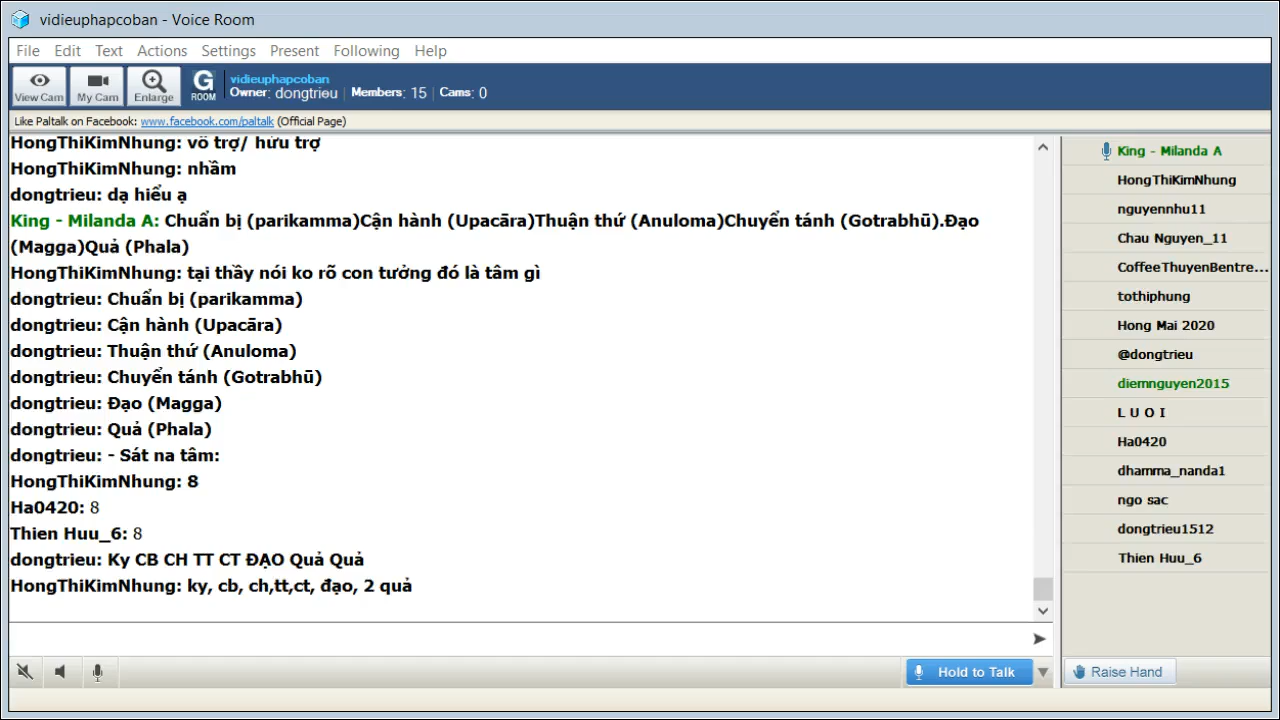 vidieuphapcoban - Voice Room
File Edit Text Actions Settings Present Following Help
View Cam My Cam Enlarge G ROOM
vidieuphapcoban
Owner: dongtrieu | Members: 15 | Cams: 0
Like Paltalk on Facebook: www.facebook.com/paltalk (Official Page)
HongThiKimNhung: vô trợ/ hửu trợ
HongThiKimNhung: nhầm
dongtrieu: dạ hiểu ạ
King - Milanda A: Chuẩn bị (parikamma)Cận hành (Upacāra)Thuận thứ (Anuloma)Chuyển tánh (Gotrabhū).Đạo
(Magga)Quả (Phala)
HongThiKimNhung: tại thầy nói ko rõ con tưởng đó là tâm gì
dongtrieu: Chuẩn bị (parikamma)
dongtrieu: Cận hành (Upacāra)
dongtrieu: Thuận thứ (Anuloma)
dongtrieu: Chuyển tánh (Gotrabhū)
dongtrieu: Đạo (Magga)
dongtrieu: Quả (Phala)
dongtrieu: - Sát na tâm:
HongThiKimNhung: 8
Ha0420: 8
Thien Huu_6: 8
dongtrieu: Ky CB CH TT CT ĐẠO Quả Quả
HongThiKimNhung: ky, cb, ch,tt,ct, đạo, 2 quả
King - Milanda A
HongThiKimNhung
nguyennhu11
Chau Nguyen_11
CoffeeThuyenBentre...
tothiphung
Hong Mai 2020
@dongtrieu
diemnguyen2015
L U O I
Ha0420
dhamma_nanda1
ngo sac
dongtrieu1512
Thien Huu_6
Hold to Talk
Raise Hand